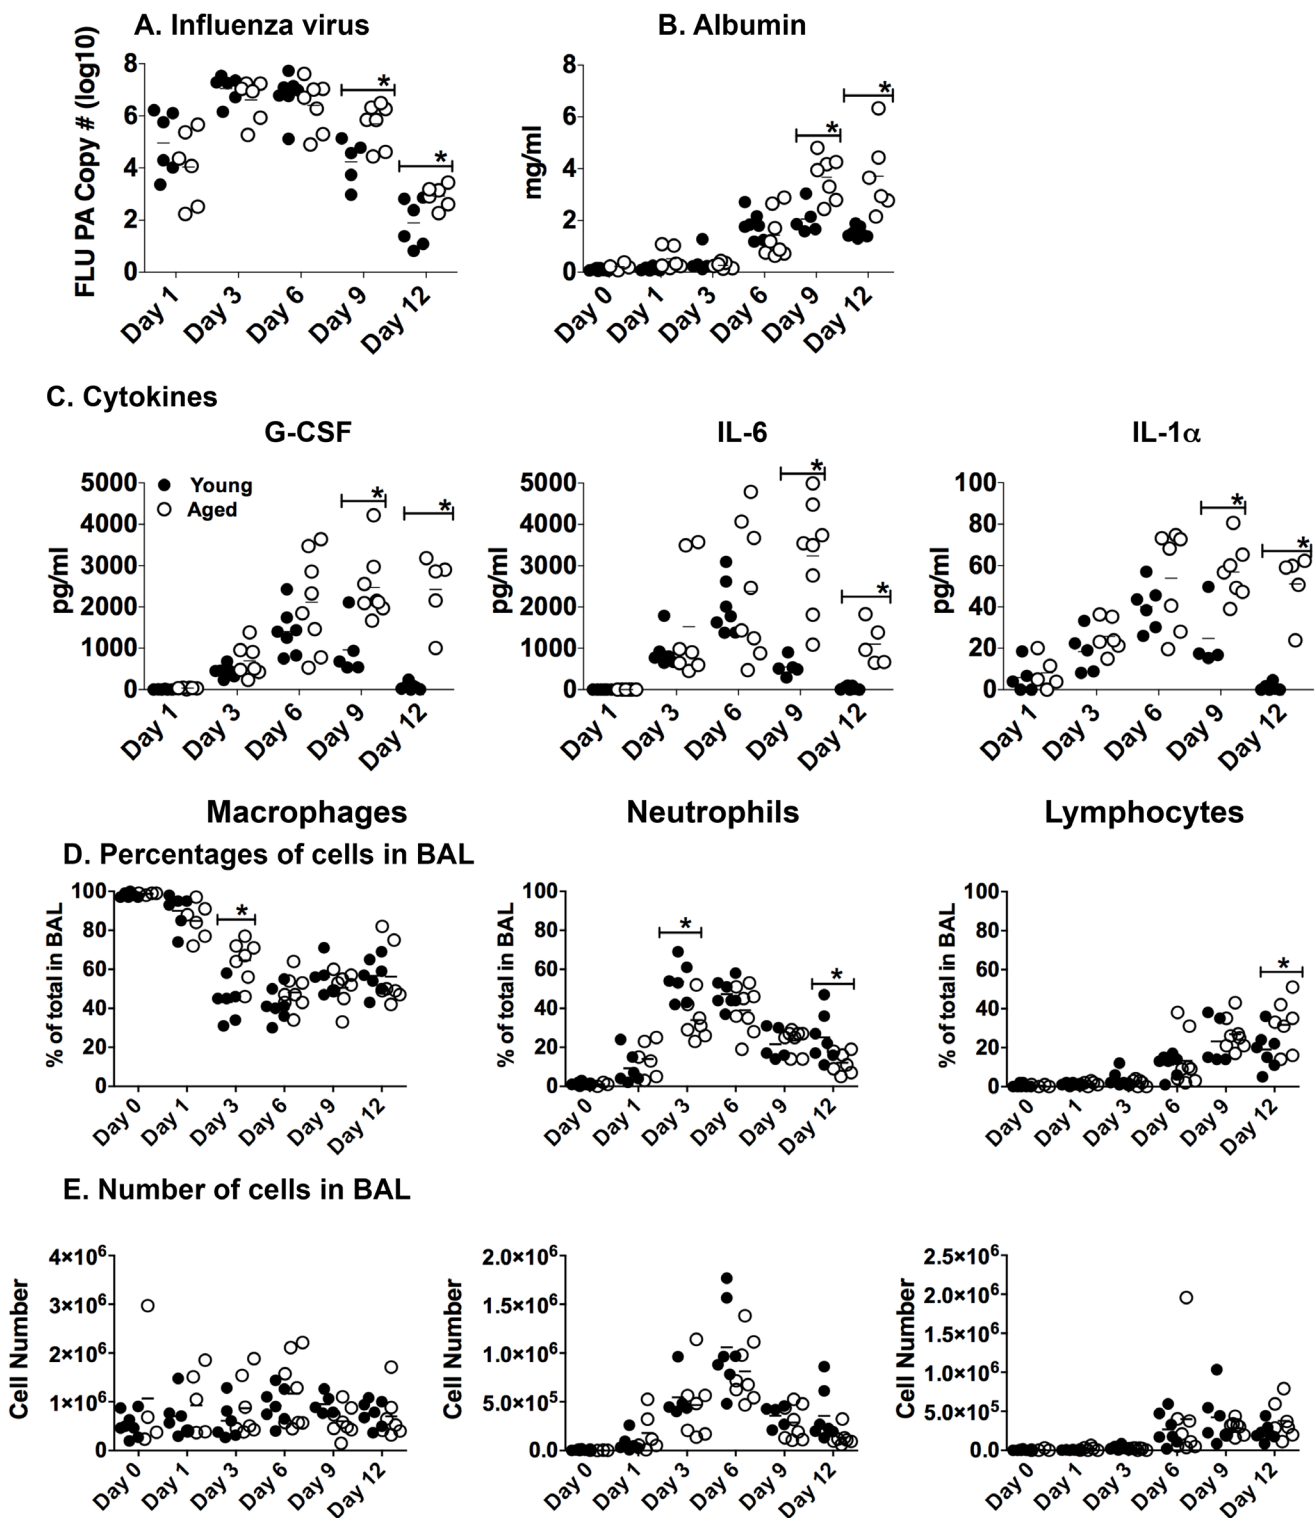 A. Influenza virus
FLU PA Copy # (log10)
8
6
4
2
0
*
*
Day 1
Day 3
Day 6
Day 9
Day 12
B. Albumin
mg/ml
8
6
4
2
0
*
*
Day 0
Day 1
Day 3
Day 6
Day 9
Day 12
C. Cytokines
G-CSF
pg/ml
5000
4000
3000
2000
1000
0
Young
Aged
*
*
Day 1
Day 3
Day 6
Day 9
Day 12
IL-6
pg/ml
5000
4000
3000
2000
1000
0
*
*
Day 1
Day 3
Day 6
Day 9
Day 12
IL-1α
pg/ml
100
80
60
40
20
0
*
*
Day 1
Day 3
Day 6
Day 9
Day 12
Macrophages
Neutrophils
Lymphocytes
D. Percentages of cells in BAL
% of total in BAL
100
80
60
40
20
0
*
Day 0
Day 1
Day 3
Day 6
Day 9
Day 12
% of total in BAL
100
80
60
40
20
0
*
*
Day 0
Day 1
Day 3
Day 6
Day 9
Day 12
% of total in BAL
100
80
60
40
20
0
*
Day 0
Day 1
Day 3
Day 6
Day 9
Day 12
E. Number of cells in BAL
Cell Number
4×10⁶
3×10⁶
2×10⁶
1×10⁶
0
Day 0
Day 1
Day 3
Day 6
Day 9
Day 12
Cell Number
2.0×10⁶
1.5×10⁶
1.0×10⁶
5.0×10⁵
0.0
Day 0
Day 1
Day 3
Day 6
Day 9
Day 12
Cell Number
2.5×10⁶
2.0×10⁶
1.5×10⁶
1.0×10⁶
5.0×10⁵
0.0
Day 0
Day 1
Day 3
Day 6
Day 9
Day 12